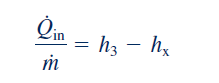 Q̇in/ṁ = h3 − hx